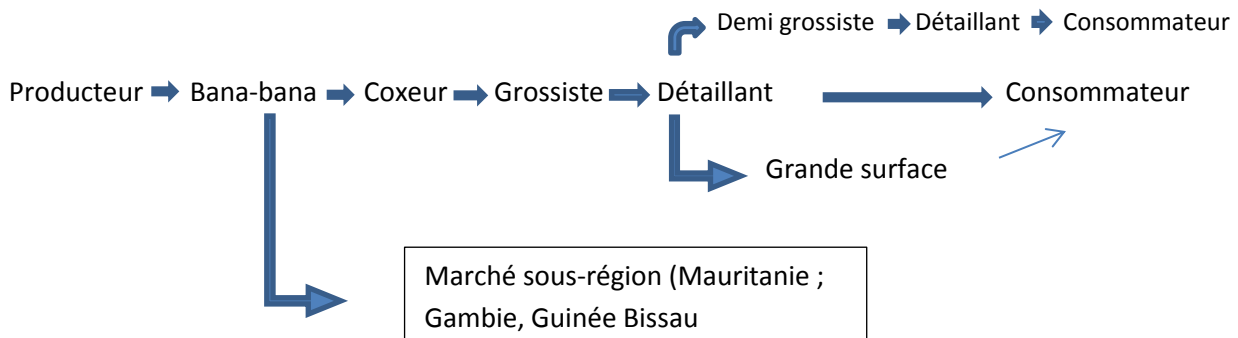 Demi grossiste Détaillant Consommateur
Producteur Bana-bana Coxeur Grossiste Détaillant Consommateur
Grande surface
Marché sous-région (Mauritanie ;
Gambie, Guinée Bissau